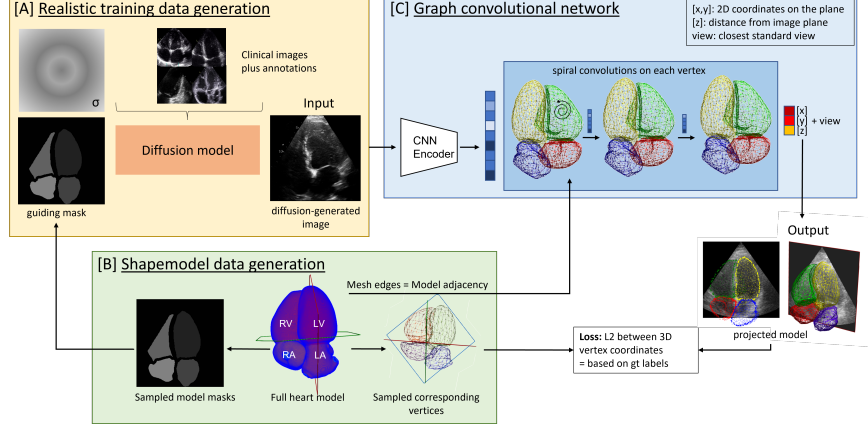 [A] Realistic training data generation
σ
Clinical images
plus annotations
Input
Diffusion model
guiding mask
diffusion-generated
image
[C] Graph convolutional network
[x,y]: 2D coordinates on the plane
[z]: distance from image plane
view: closest standard view
spiral convolutions on each vertex
CNN
Encoder
[x]
[y] + view
[z]
[B] Shapemodel data generation
Mesh edges = Model adjacency
RV LV
RA LA
Sampled model masks
Full heart model
Sampled corresponding
vertices
Output
projected model
Loss: L2 between 3D
vertex coordinates
= based on gt labels